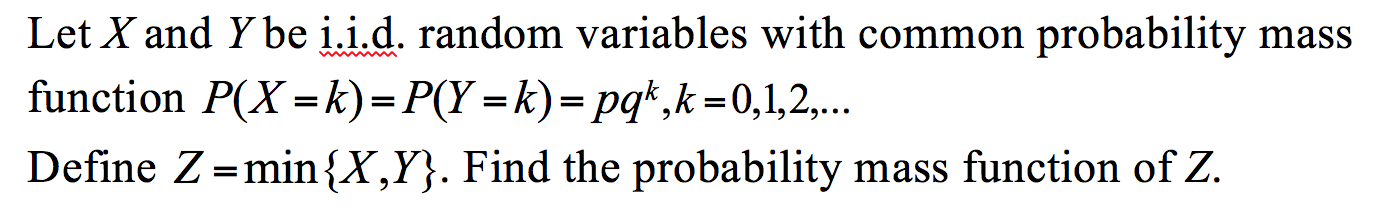 Let X and Y be i.i.d. random variables with common probability mass
function P(X = k) = P(Y = k) = pqᵏ, k = 0,1,2,...
Define Z = min{X,Y}. Find the probability mass function of Z.